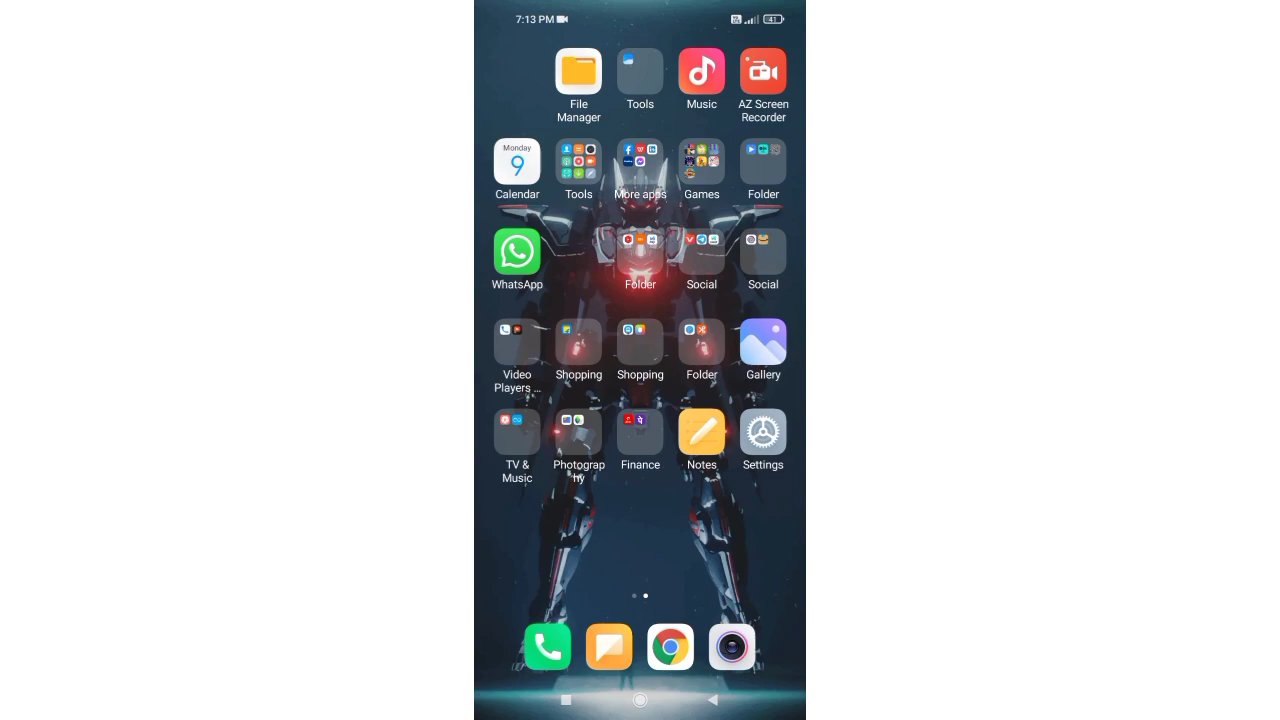 7:13 PM
41
File
Manager
Tools
Music
AZ Screen
Recorder
Monday
9
Calendar
Tools
More apps
Games
Folder
WhatsApp
Folder
Social
Social
Video
Players ...
Shopping
Shopping
Folder
Gallery
TV &
Music
Photograp
hy
Finance
Notes
Settings